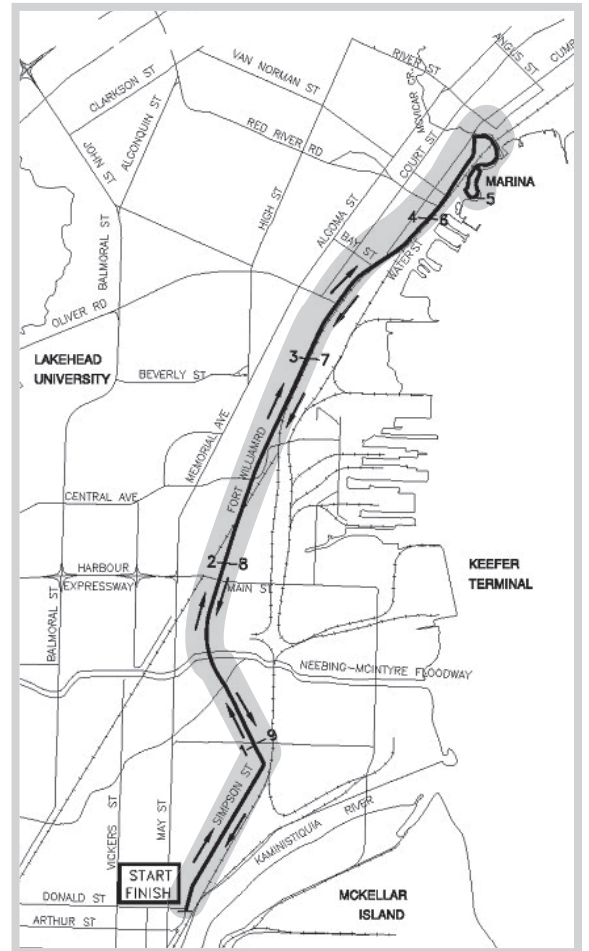 ANGUS ST
CUMB
RIVER ST
VAN NORMAN ST
CLARKSON ST
MCVICAR CR.
ALGONQUIN ST
RED RIVER RD
COURT ST
JOHN ST
MARINA
5
HIGH ST
ALGOMA ST
4
6
BAY ST
WATER ST
BALMORAL ST
OLIVER RD
3
7
LAKEHEAD
UNIVERSITY
BEVERLY ST
MEMORIAL AVE
FORT WILLIAM RD
CENTRAL AVE
2
8
HARBOUR
EXPRESSWAY
MAIN ST
KEEFER
TERMINAL
BALMORAL ST
NEEBING-MCINTYRE FLOODWAY
1
9
SIMPSON ST
VICKERS ST
MAY ST
KAMINISTIQUIA RIVER
START
FINISH
DONALD ST
ARTHUR ST
MCKELLAR
ISLAND